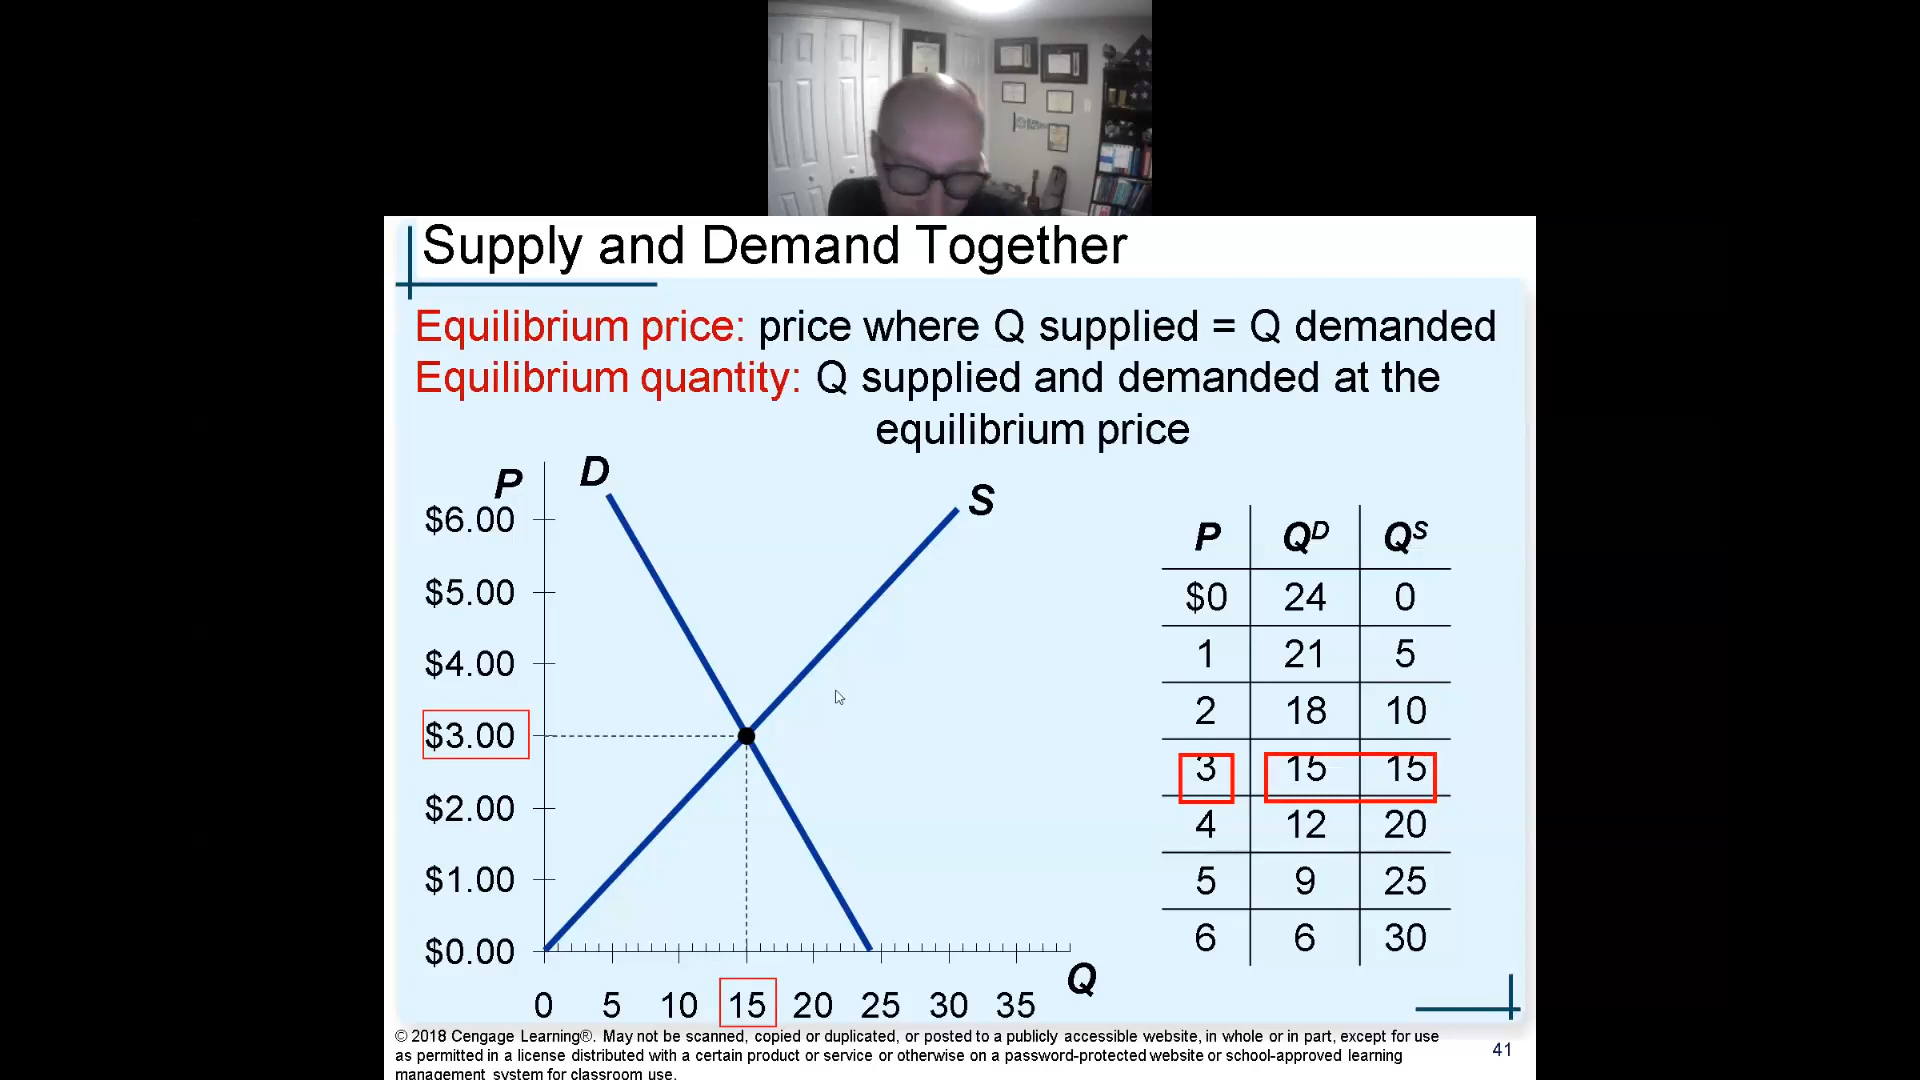 Supply and Demand Together
Equilibrium price: price where Q supplied = Q demanded
Equilibrium quantity: Q supplied and demanded at the
equilibrium price
P
D
S
$6.00
$5.00
$4.00
$3.00
$2.00
$1.00
$0.00
0 5 10 15 20 25 30 35
Q
P Q^D Q^S
$0 24 0
1 21 5
2 18 10
3 15 15
4 12 20
5 9 25
6 6 30
© 2018 Cengage Learning®. May not be scanned, copied or duplicated, or posted to a publicly accessible website, in whole or in part, except for use
as permitted in a license distributed with a certain product or service or otherwise on a password-protected website or school-approved learning
management system for classroom use.
41